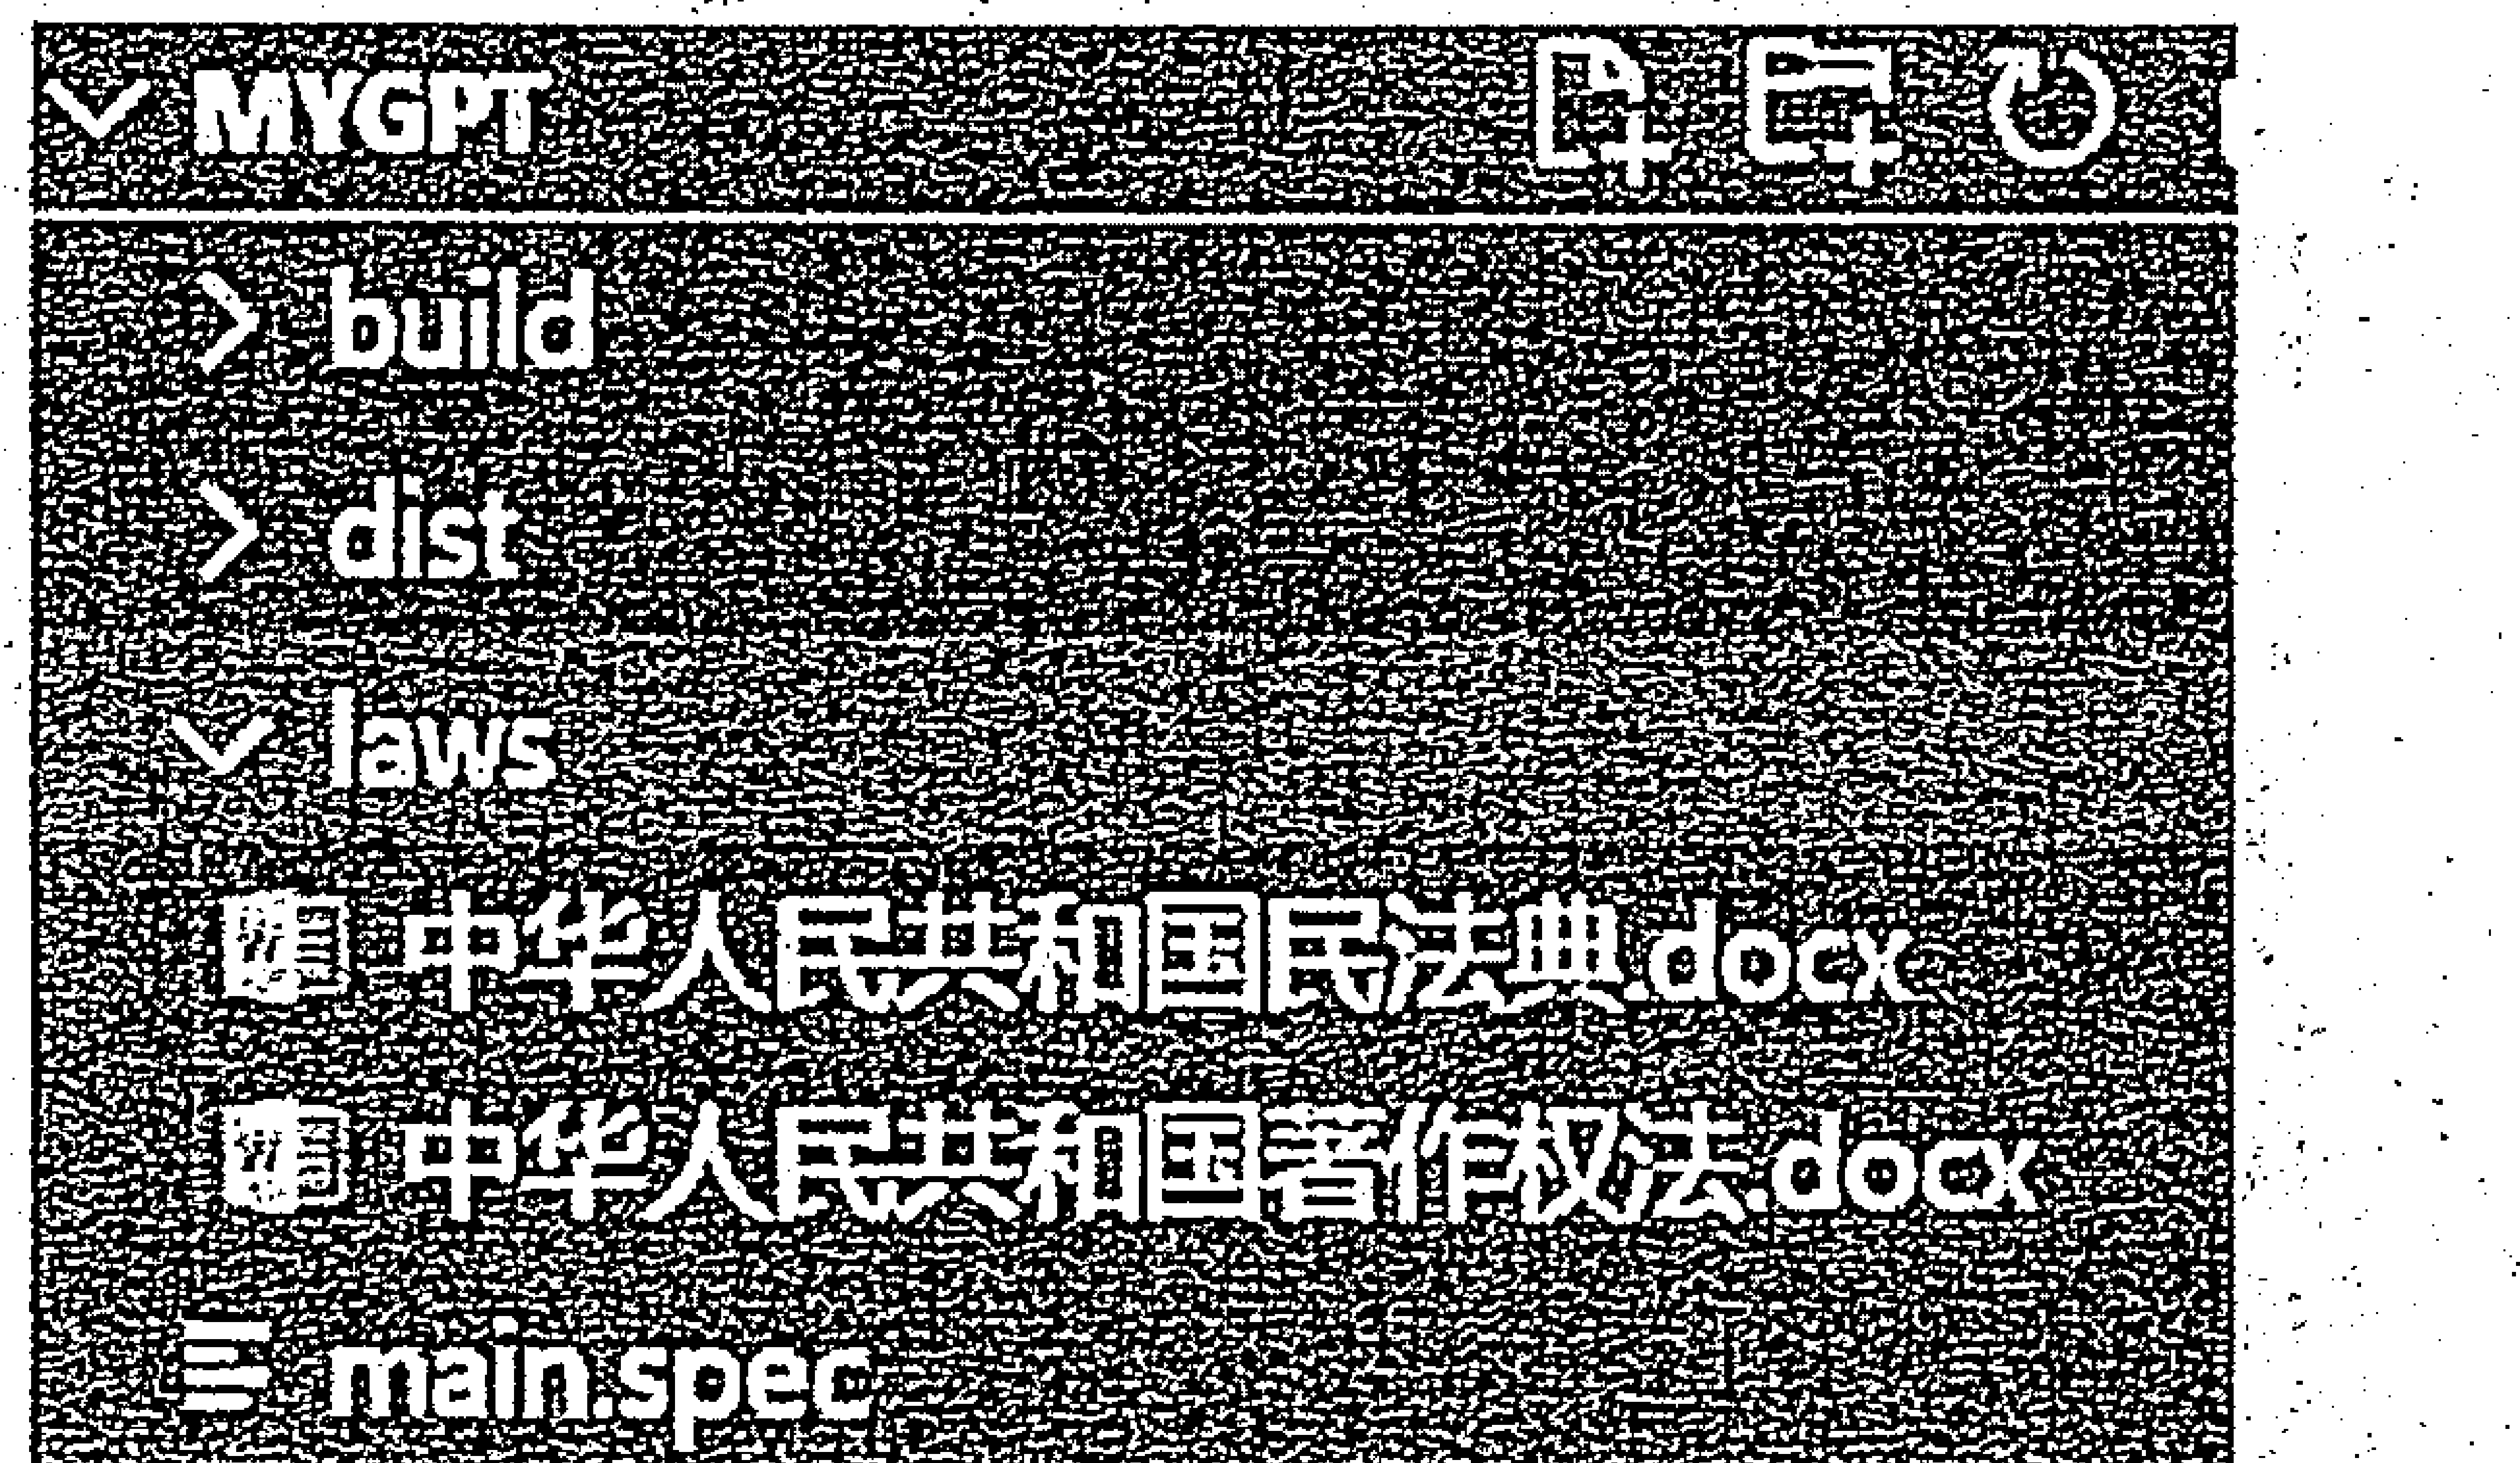 MYGPT
build
dist
laws
中华人民共和国民法典.docx
中华人民共和国著作权法.docx
main.spec